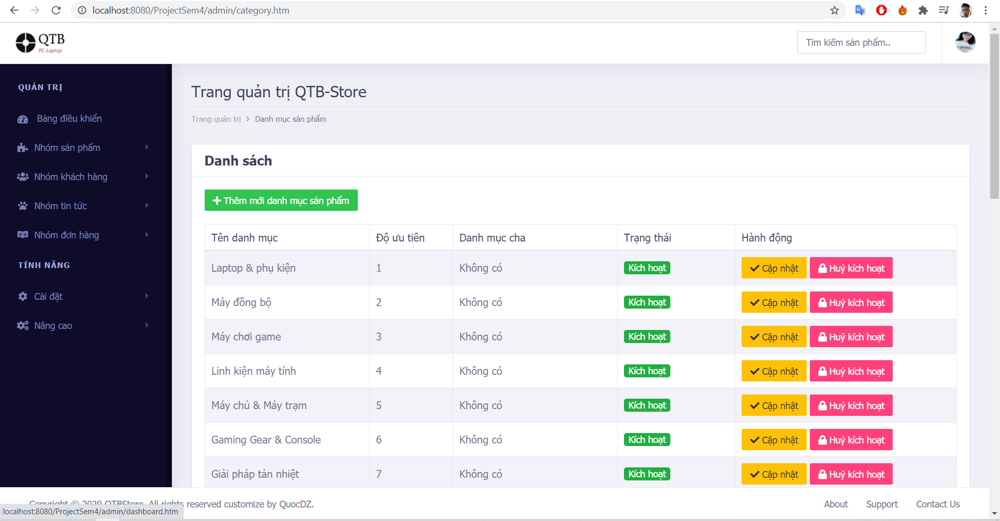 localhost:8080/ProjectSem4/admin/category.htm
QTB
PC-Laptop
Tìm kiếm sản phẩm..
QUẢN TRỊ
Bảng điều khiển
Nhóm sản phẩm
Nhóm khách hàng
Nhóm tin tức
Nhóm đơn hàng
TÍNH NĂNG
Cài đặt
Nâng cao
Trang quản trị QTB-Store
Trang quản trị > Danh mục sản phẩm
Danh sách
Thêm mới danh mục sản phẩm
Tên danh mục Độ ưu tiên Danh mục cha Trạng thái Hành động
Laptop & phụ kiện 1 Không có Kích hoạt Cập nhật Huỷ kích hoạt
Máy đồng bộ 2 Không có Kích hoạt Cập nhật Huỷ kích hoạt
Máy chơi game 3 Không có Kích hoạt Cập nhật Huỷ kích hoạt
Linh kiện máy tính 4 Không có Kích hoạt Cập nhật Huỷ kích hoạt
Máy chủ & Máy trạm 5 Không có Kích hoạt Cập nhật Huỷ kích hoạt
Gaming Gear & Console 6 Không có Kích hoạt Cập nhật Huỷ kích hoạt
Giải pháp tản nhiệt 7 Không có Kích hoạt Cập nhật Huỷ kích hoạt
Copyright © 2020 QTBStore. All rights reserved customize by QuocDZ. About Support Contact Us
localhost:8080/ProjectSem4/admin/dashboard.htm